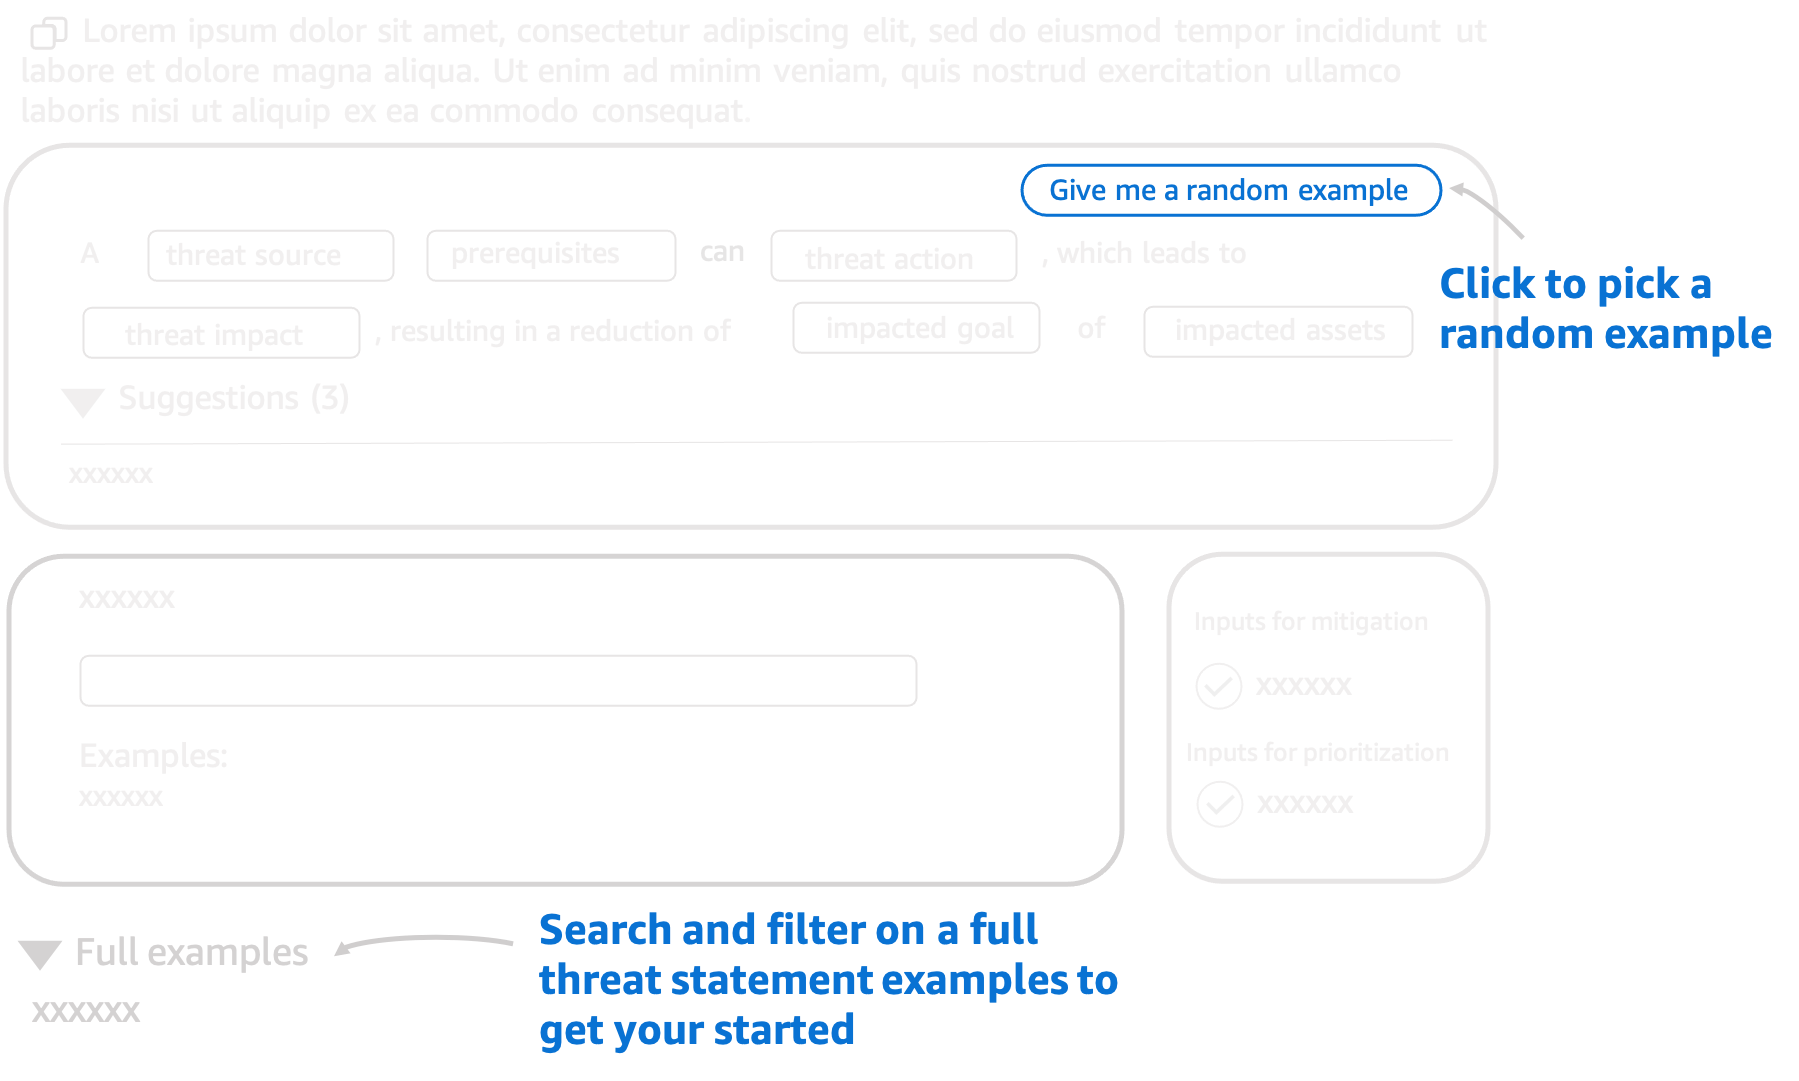 Lorem ipsum dolor sit amet, consectetur adipiscing elit, sed do eiusmod tempor incididunt ut
labore et dolore magna aliqua. Ut enim ad minim veniam, quis nostrud exercitation ullamco
laboris nisi ut aliquip ex ea commodo consequat.
Give me a random example
A threat source prerequisites can threat action , which leads to
Click to pick a
random example
threat impact , resulting in a reduction of impacted goal of impacted assets
Suggestions (3)
xxxxxx
xxxxxx
Examples:
xxxxxx
Inputs for mitigation
xxxxxx
Inputs for prioritization
xxxxxx
Full examples
xxxxxx
Search and filter on a full
threat statement examples to
get your started